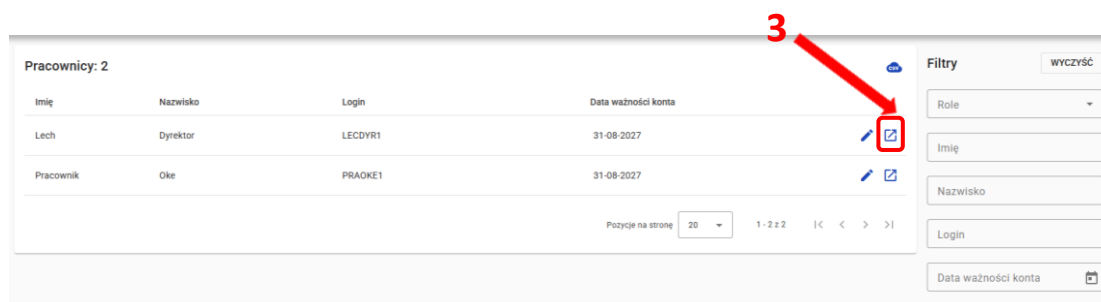 3
Pracownicy: 2
CSV
Imię Nazwisko Login Data ważności konta
Lech Dyrektor LECDYR1 31-08-2027
Pracownik Oke PRAOKE1 31-08-2027
Pozycje na stronę 20 1 - 2 z 2
Filtry WYCZYŚĆ
Role
Imię
Nazwisko
Login
Data ważności konta